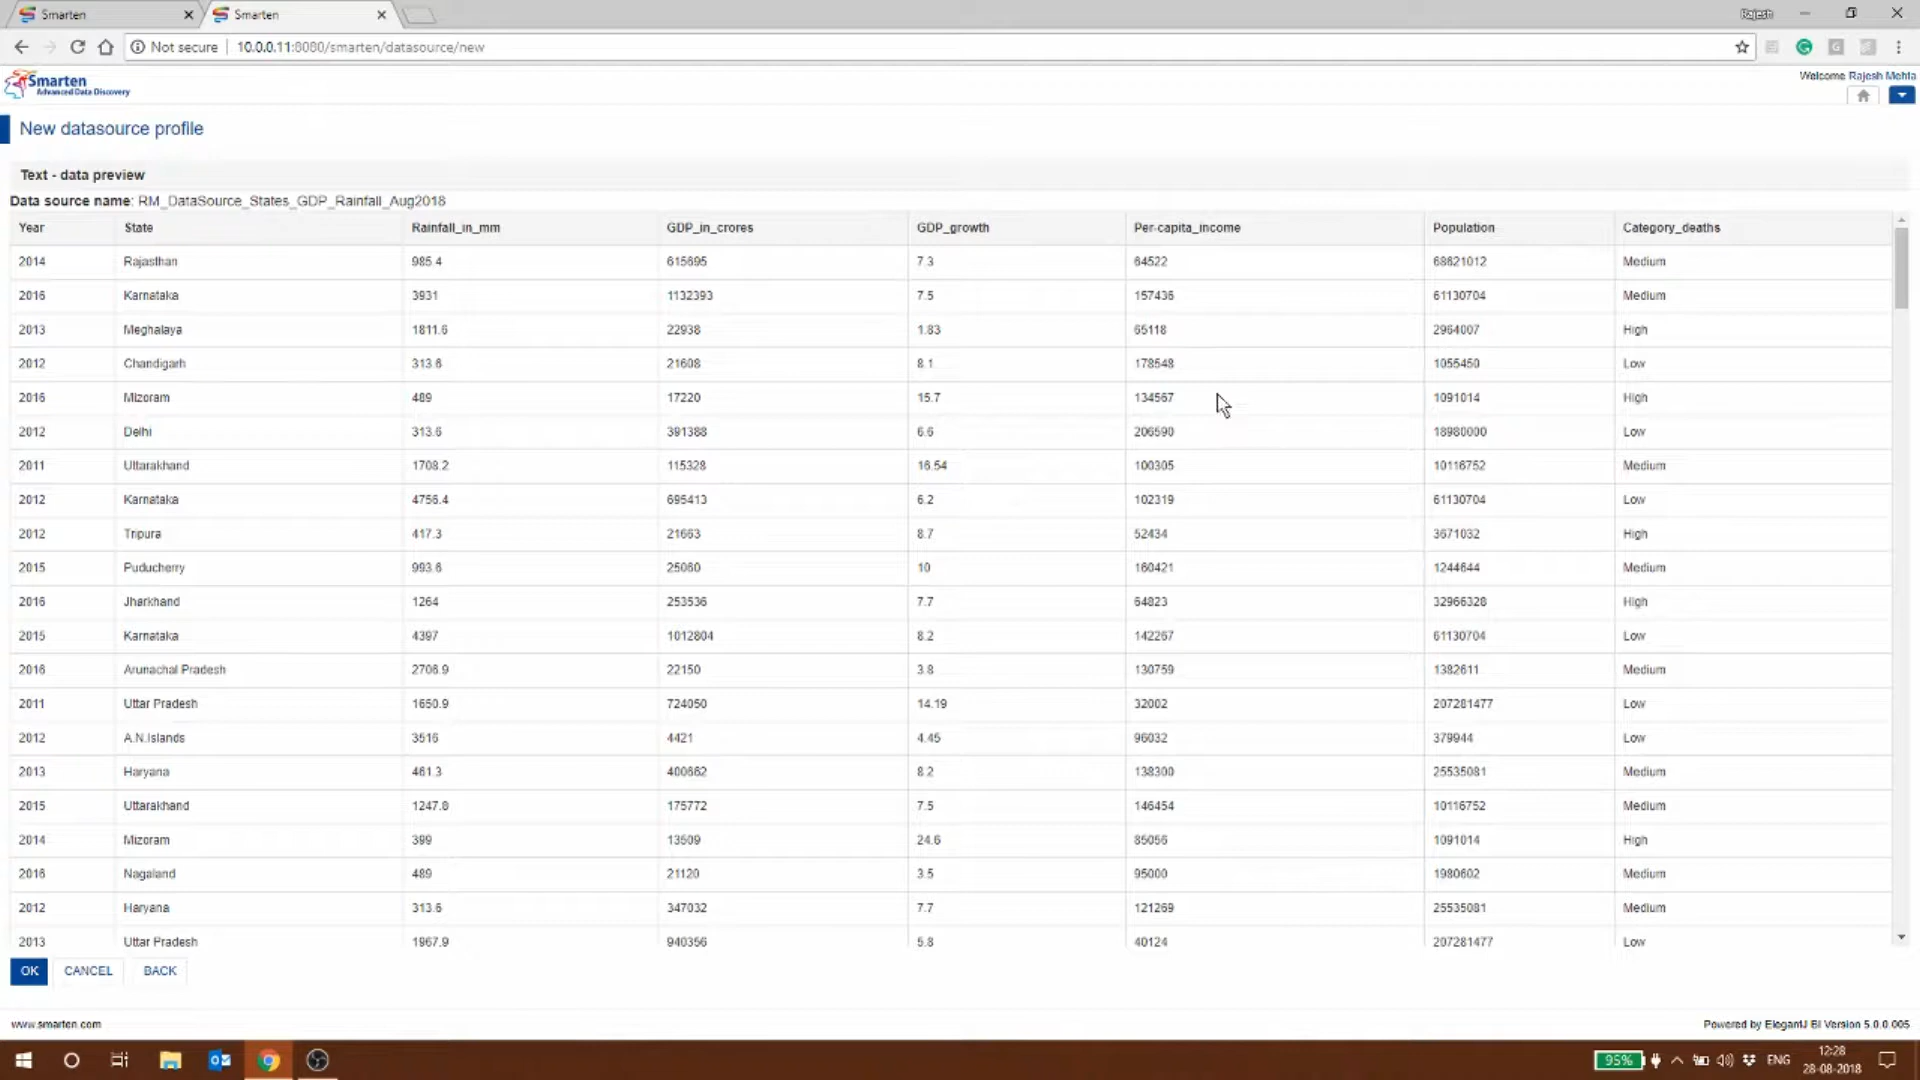 Smarten Smarten Rajesh
Not secure 10.0.0.11:8080/smarten/datasource/new
Smarten
Advanced Data Discovery
Welcome Rajesh Mehta
New datasource profile
Text - data preview
Data source name: RM_DataSource_States_GDP_Rainfall_Aug2018
Year State Rainfall_in_mm GDP_in_crores GDP_growth Per-capita_income Population Category_deaths
2014 Rajasthan 985.4 615695 7.3 64522 68621012 Medium
2016 Karnataka 3931 1132393 7.5 157436 61130704 Medium
2013 Meghalaya 1811.6 22938 1.83 65118 2964007 High
2012 Chandigarh 313.6 21608 8.1 178548 1055450 Low
2016 Mizoram 489 17220 15.7 134567 1091014 High
2012 Delhi 313.6 391388 6.6 206590 18980000 Low
2011 Uttarakhand 1708.2 115328 16.54 100305 10116752 Medium
2012 Karnataka 4756.4 695413 6.2 102319 61130704 Low
2012 Tripura 417.3 21663 8.7 52434 3671032 High
2015 Puducherry 993.6 25060 10 160421 1244644 Medium
2016 Jharkhand 1264 253536 7.7 64823 32966328 High
2015 Karnataka 4397 1012804 8.2 142267 61130704 Low
2016 Arunachal Pradesh 2706.9 22150 3.8 130759 1382611 Medium
2011 Uttar Pradesh 1650.9 724050 14.19 32002 207281477 Low
2012 A.N.Islands 3516 4421 4.45 96032 379944 Low
2013 Haryana 461.3 400662 8.2 138300 25535081 Medium
2015 Uttarakhand 1247.8 175772 7.5 146454 10116752 Medium
2014 Mizoram 399 13509 24.6 85056 1091014 High
2016 Nagaland 489 21120 3.5 95000 1980602 Medium
2012 Haryana 313.6 347032 7.7 121269 25535081 Medium
2013 Uttar Pradesh 1967.9 940356 5.8 40124 207281477 Low
OK CANCEL BACK
www.smarten.com Powered by ElegantJ BI Version 5.0.0.005
95% ENG 12:28
28-08-2018